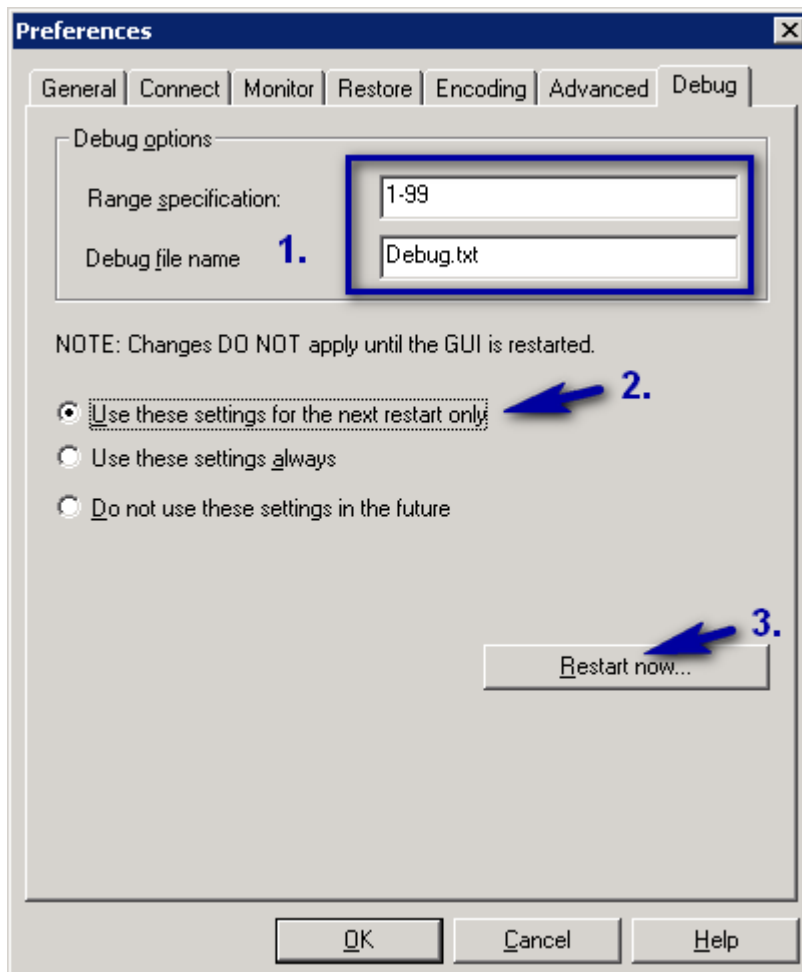 Preferences
General Connect Monitor Restore Encoding Advanced Debug
Debug options
Range specification: 1-99
Debug file name 1. Debug.txt
NOTE: Changes DO NOT apply until the GUI is restarted.
Use these settings for the next restart only 2.
Use these settings always
Do not use these settings in the future
3.
Restart now...
OK Cancel Help